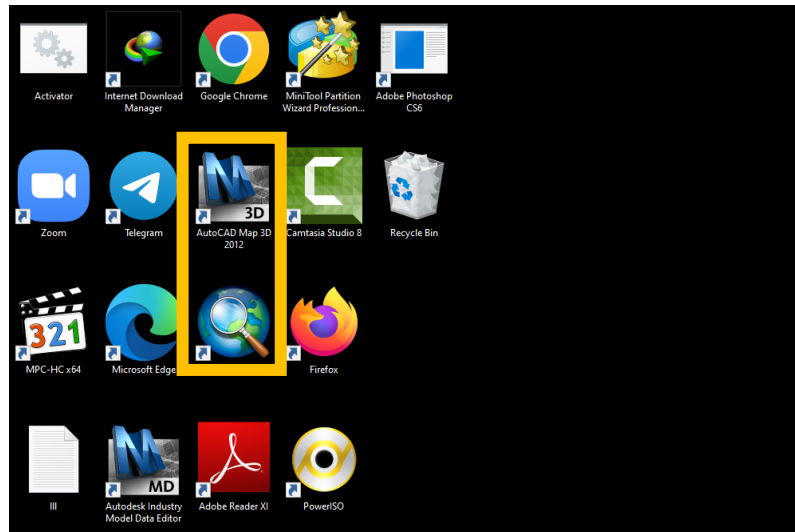 Activator
Internet Download
Manager
Google Chrome
MiniTool Partition
Wizard Profession...
Adobe Photoshop
CS6
Zoom
Telegram
3D
AutoCAD Map 3D
2012
Camtasia Studio 8
Recycle Bin
321
MPC-HC x64
Microsoft Edge
Firefox
III
MD
Autodesk Industry
Model Data Editor
Adobe Reader XI
PowerISO